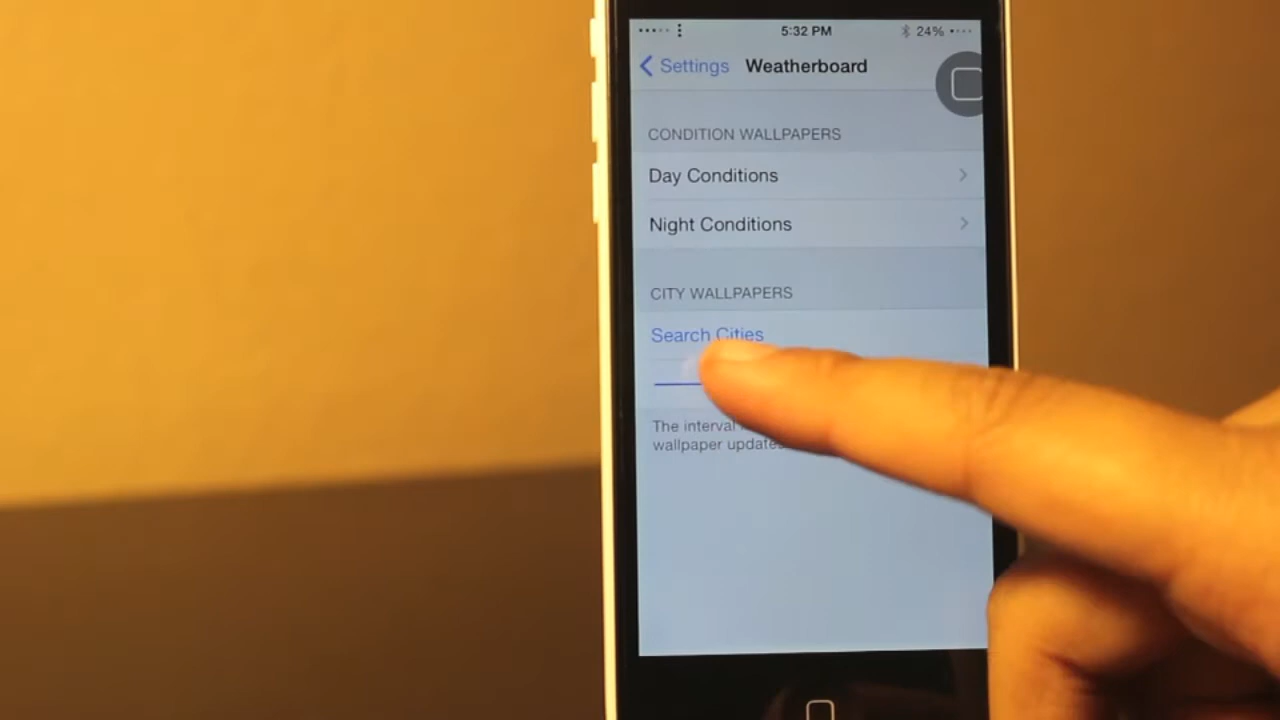 5:32 PM 24%
Settings Weatherboard
CONDITION WALLPAPERS
Day Conditions
Night Conditions
CITY WALLPAPERS
Search Cities
The interval
wallpaper update